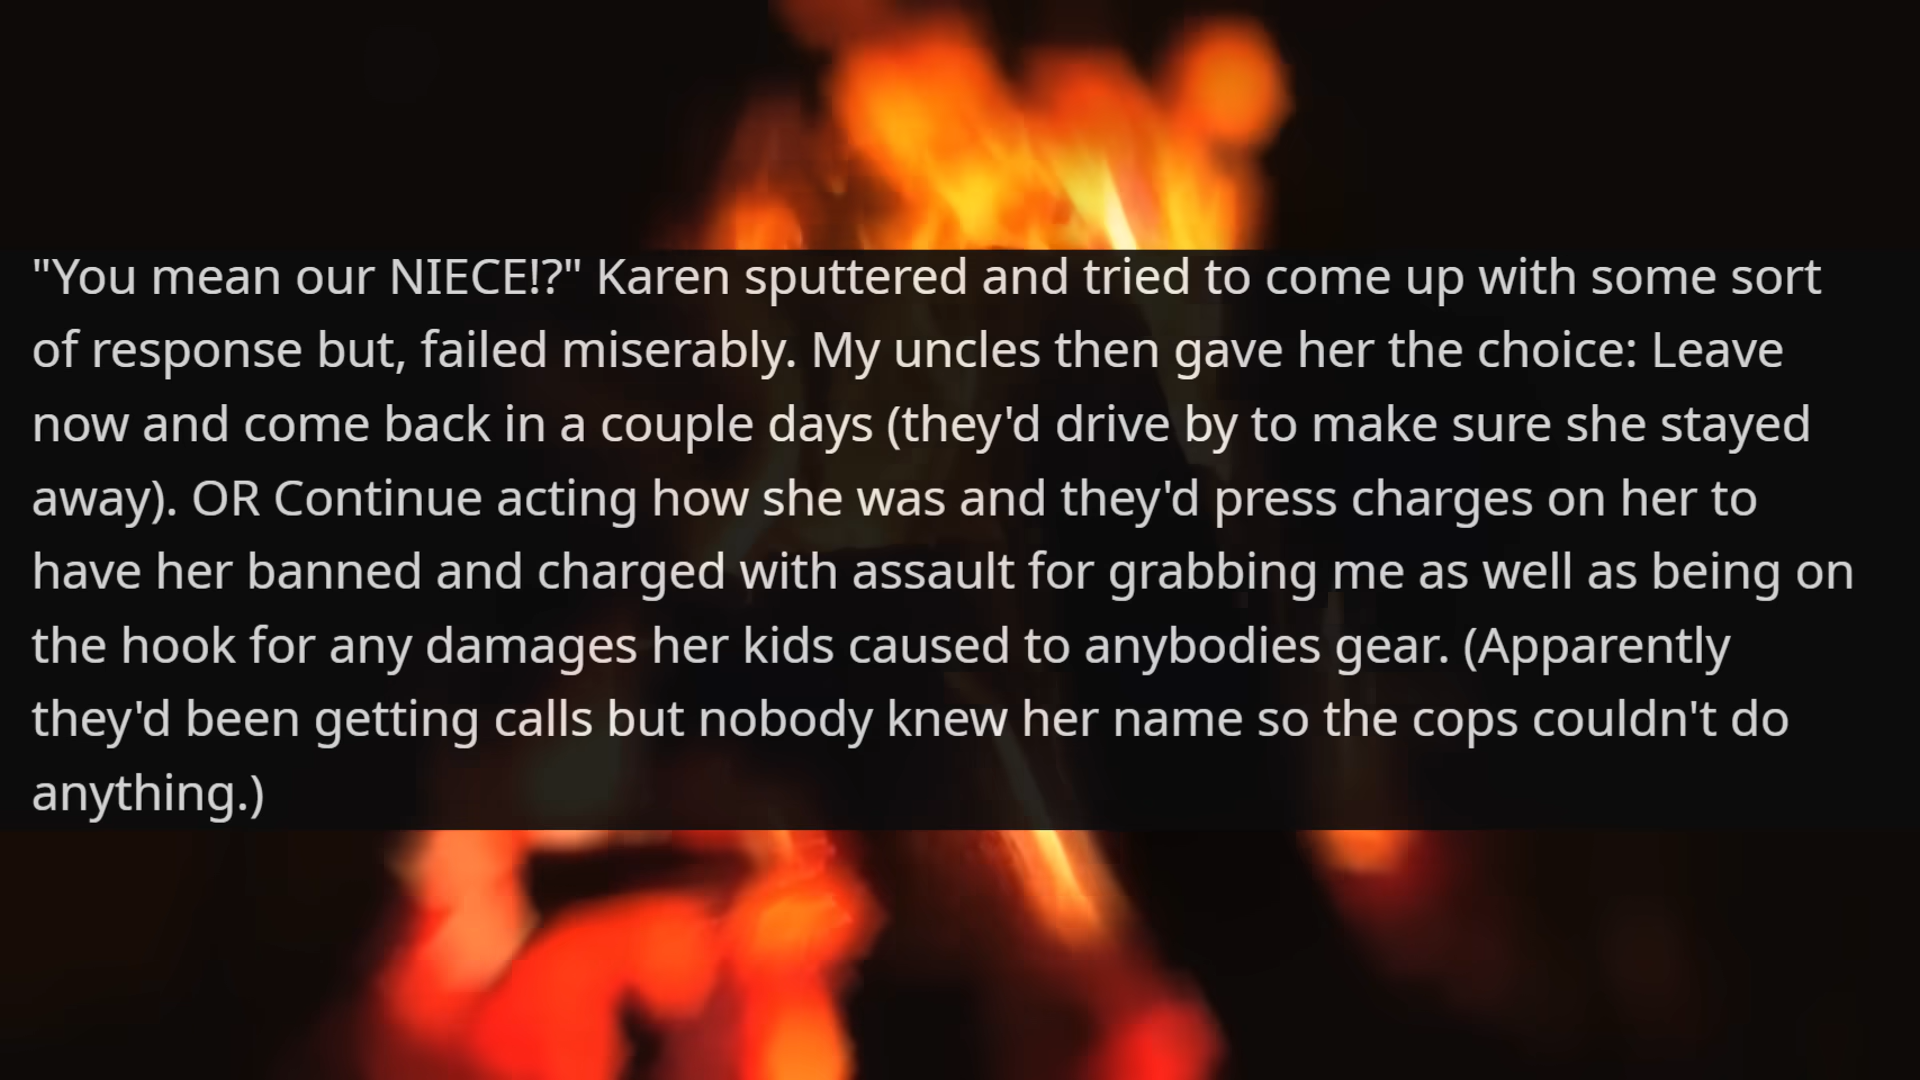 "You mean our NIECE!?" Karen sputtered and tried to come up with some sort
of response but, failed miserably. My uncles then gave her the choice: Leave
now and come back in a couple days (they'd drive by to make sure she stayed
away). OR Continue acting how she was and they'd press charges on her to
have her banned and charged with assault for grabbing me as well as being on
the hook for any damages her kids caused to anybodies gear. (Apparently
they'd been getting calls but nobody knew her name so the cops couldn't do
anything.)